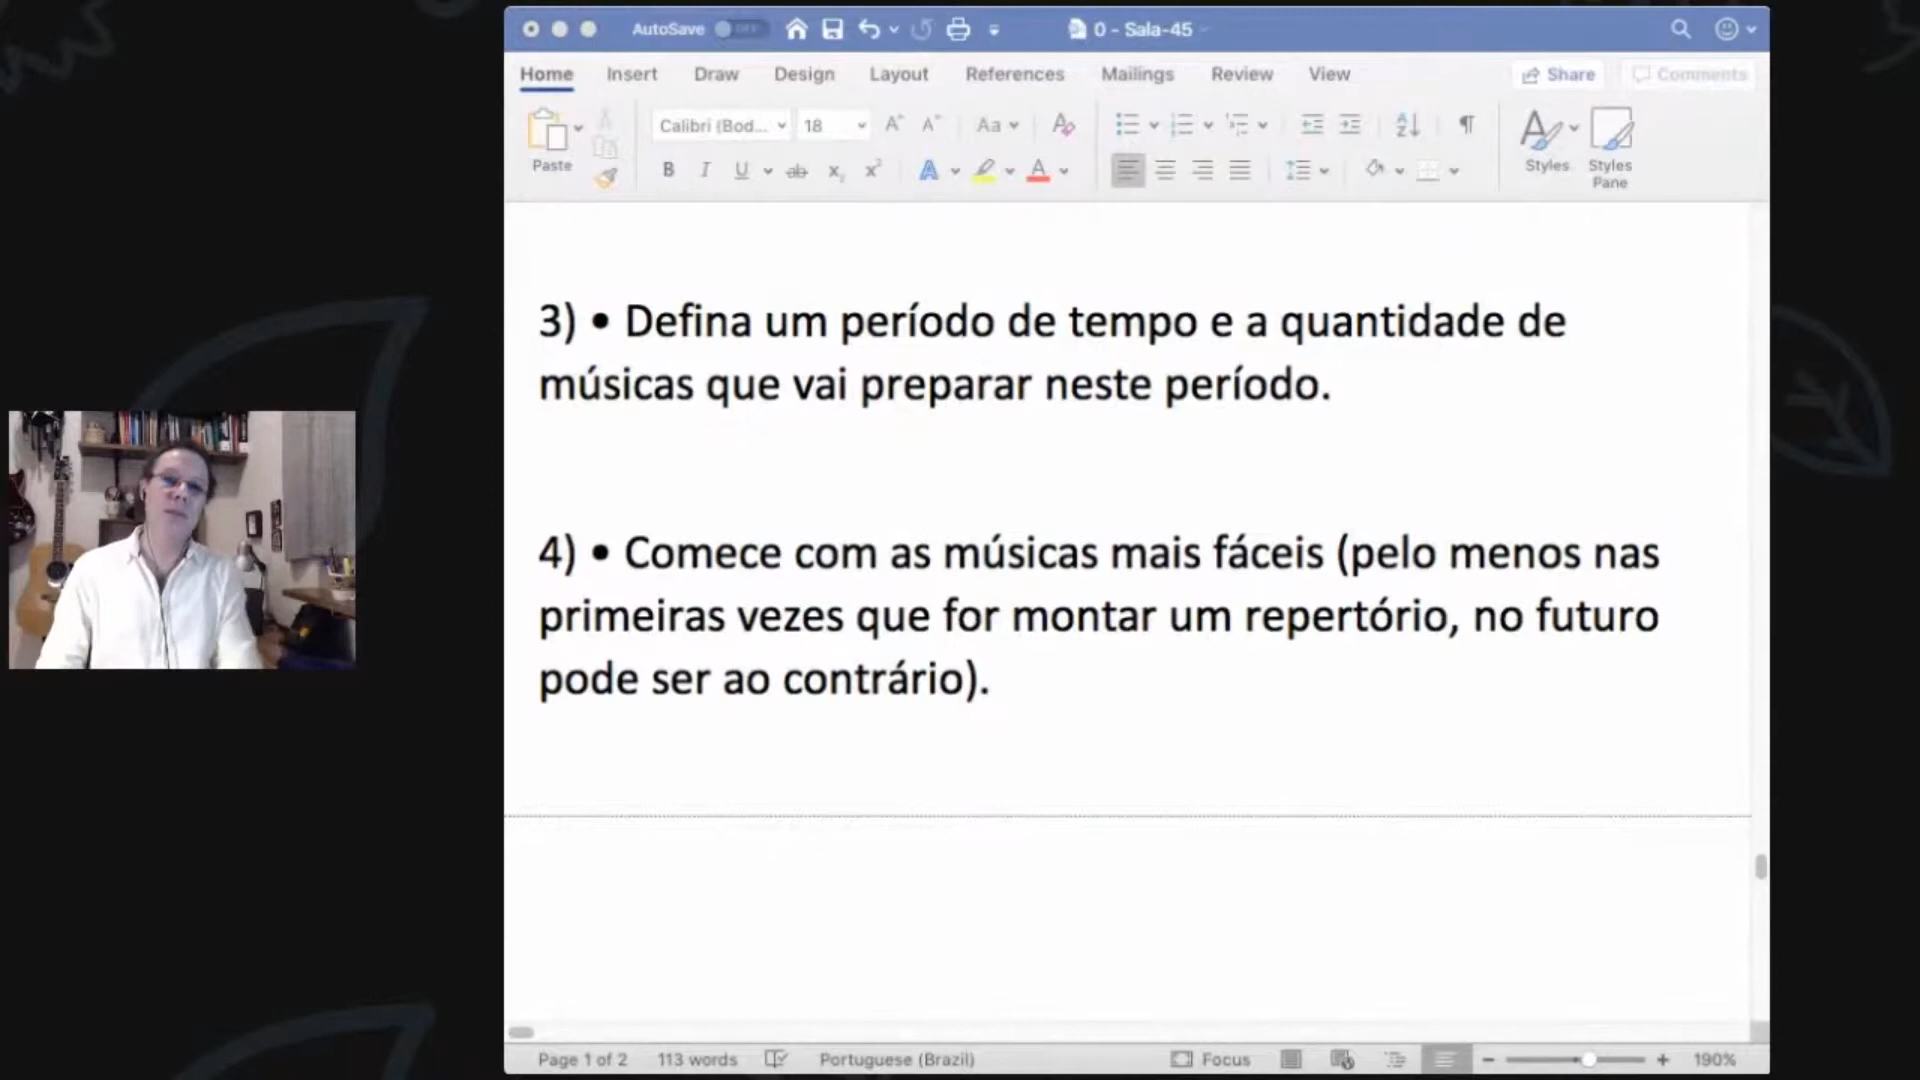 AutoSave OFF 0 - Sala-45
Home Insert Draw Design Layout References Mailings Review View Share Comments
Paste Calibri (Bod... 18 Aa Styles Styles Pane
3) • Defina um período de tempo e a quantidade de
músicas que vai preparar neste período.
4) • Comece com as músicas mais fáceis (pelo menos nas
primeiras vezes que for montar um repertório, no futuro
pode ser ao contrário).
Page 1 of 2 113 words Portuguese (Brazil) Focus 190%